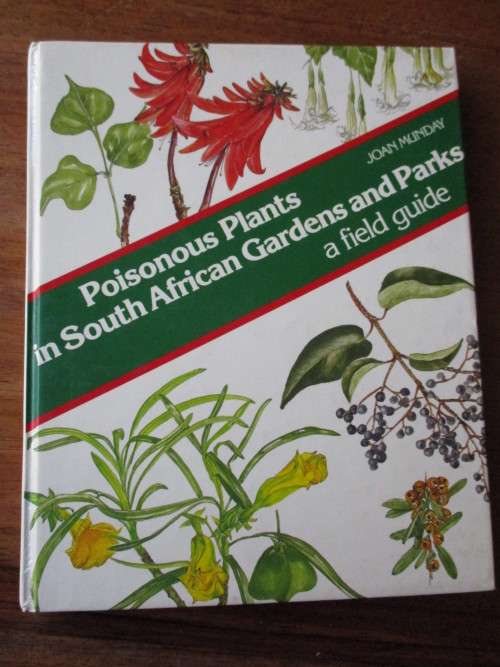 JOAN MUNDAY
Poisonous Plants
in South African Gardens and Parks
a field guide